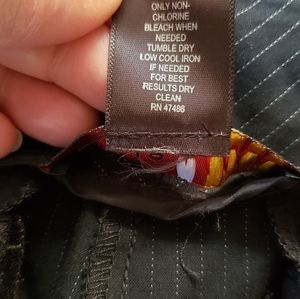 ONLY NON-
CHLORINE
BLEACH WHEN
NEEDED
TUMBLE DRY
LOW COOL IRON
IF NEEDED
FOR BEST
RESULTS DRY
CLEAN
RN 47486